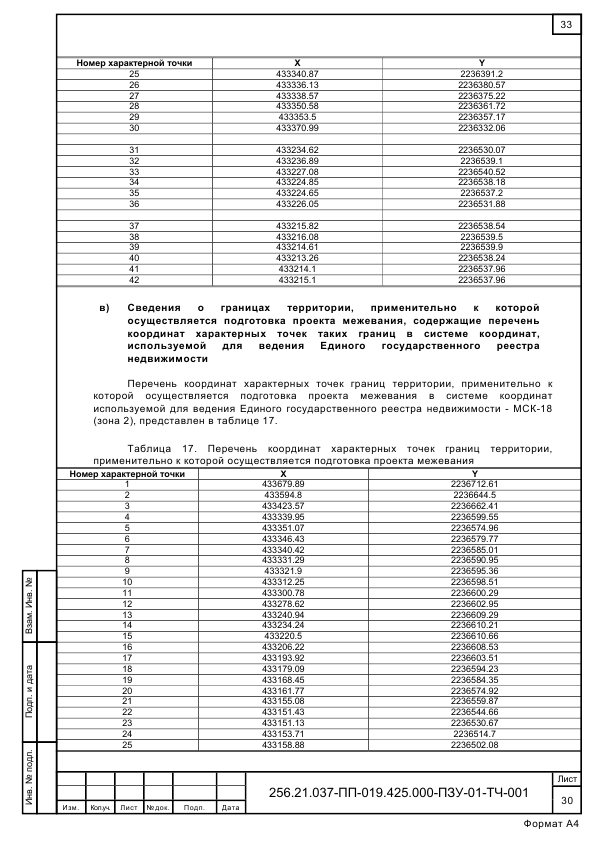 33
Номер характерной точки X Y
25 433340.87 2236391.2
26 433336.13 2236380.57
27 433338.57 2236375.22
28 433350.58 2236361.72
29 433353.5 2236357.17
30 433370.99 2236332.06
31 433234.62 2236530.07
32 433236.89 2236539.1
33 433227.08 2236540.52
34 433224.85 2236538.18
35 433224.65 2236537.2
36 433226.05 2236531.88
37 433215.82 2236538.54
38 433216.08 2236539.5
39 433214.61 2236539.9
40 433213.26 2236538.24
41 433214.1 2236537.96
42 433215.1 2236537.96
в) Сведения о границах территории, применительно к которой
осуществляется подготовка проекта межевания, содержащие перечень
координат характерных точек таких границ в системе координат,
используемой для ведения Единого государственного реестра
недвижимости
Перечень координат характерных точек границ территории, применительно к
которой осуществляется подготовка проекта межевания в системе координат
используемой для ведения Единого государственного реестра недвижимости - МСК-18
(зона 2), представлен в таблице 17.
Таблица 17. Перечень координат характерных точек границ территории,
применительно к которой осуществляется подготовка проекта межевания
Номер характерной точки X Y
1 433679.89 2236712.61
2 433594.8 2236644.5
3 433423.57 2236662.41
4 433339.95 2236599.55
5 433351.07 2236574.96
6 433346.43 2236579.77
7 433340.42 2236585.01
8 433331.29 2236590.95
9 433321.9 2236595.36
10 433312.25 2236598.51
11 433300.78 2236600.29
12 433278.62 2236602.95
13 433240.94 2236609.29
14 433234.24 2236610.21
15 433220.5 2236610.66
16 433206.22 2236608.53
17 433193.92 2236603.51
18 433179.09 2236594.23
19 433168.45 2236584.35
20 433161.77 2236574.92
21 433155.08 2236559.87
22 433151.43 2236544.66
23 433151.13 2236530.67
24 433153.71 2236514.7
25 433158.88 2236502.08
Взам. Инв. №
Подп. и дата
Инв. № подл.
Изм. Кол.уч. Лист №док. Подп. Дата
256.21.037-ПП-019.425.000-ПЗУ-01-ТЧ-001
Лист
30
Формат А4